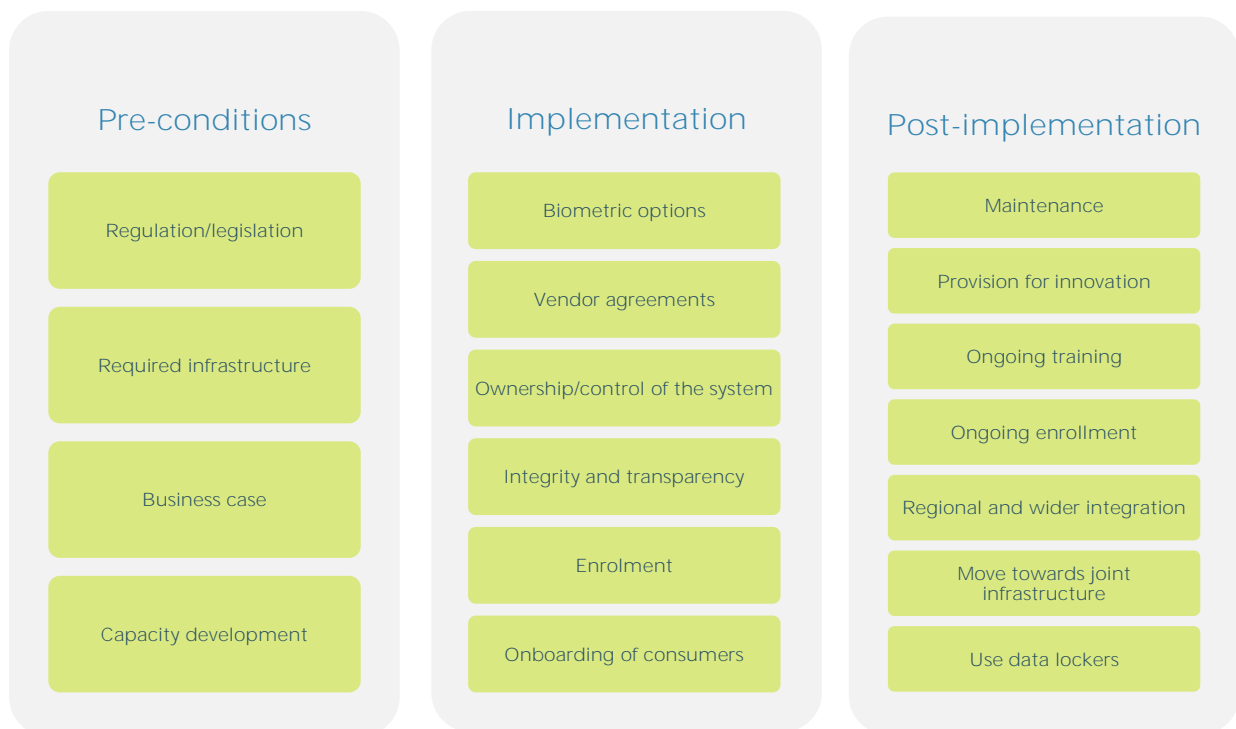 Pre-conditions
Regulation/legislation
Required infrastructure
Business case
Capacity development
Implementation
Biometric options
Vendor agreements
Ownership/control of the system
Integrity and transparency
Enrolment
Onboarding of consumers
Post-implementation
Maintenance
Provision for innovation
Ongoing training
Ongoing enrollment
Regional and wider integration
Move towards joint
infrastructure
Use data lockers